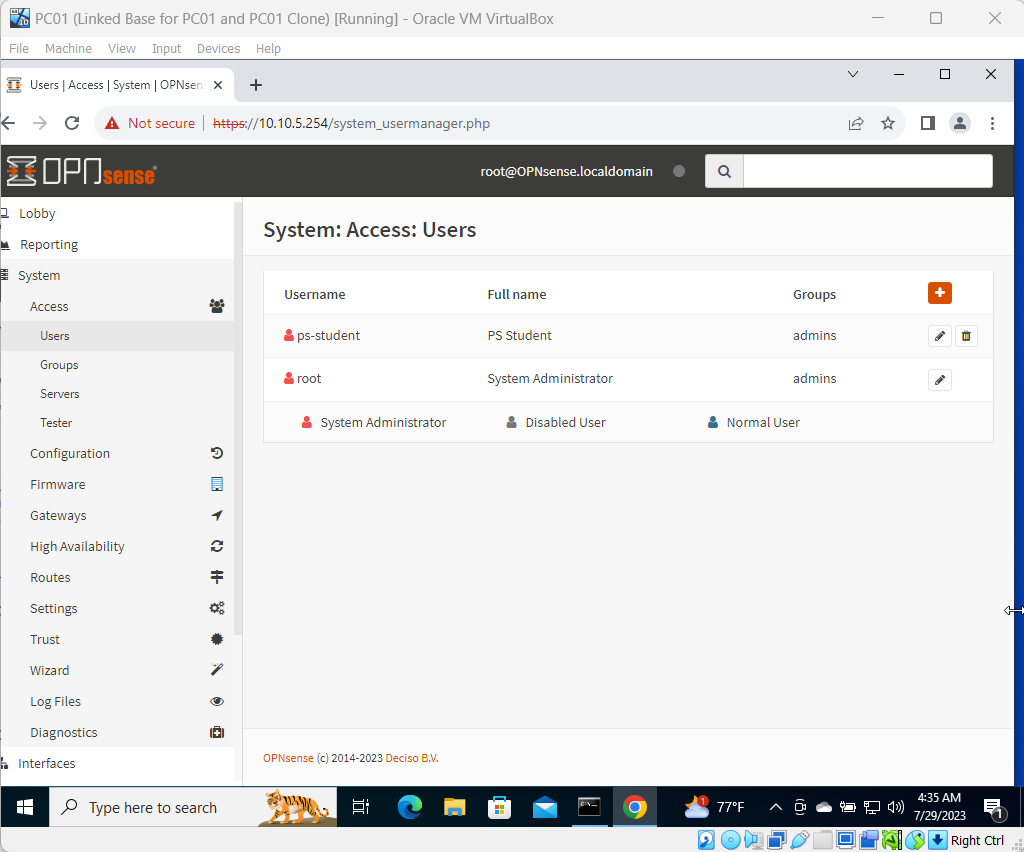 PC01 (Linked Base for PC01 and PC01 Clone) [Running] - Oracle VM VirtualBox
File Machine View Input Devices Help
Users | Access | System | OPNsen
Not secure https://10.10.5.254/system_usermanager.php
OPNsense root@OPNsense.localdomain
Lobby
System: Access: Users
Reporting
System
Username Full name Groups
Access
Users ps-student PS Student admins
Groups
root System Administrator admins
Servers
Tester System Administrator Disabled User Normal User
Configuration
Firmware
Gateways
High Availability
Routes
Settings
Trust
Wizard
Log Files
Diagnostics
OPNsense (c) 2014-2023 Deciso B.V.
Interfaces
Type here to search 1 77°F 4:35 AM
7/29/2023 1
Right Ctrl